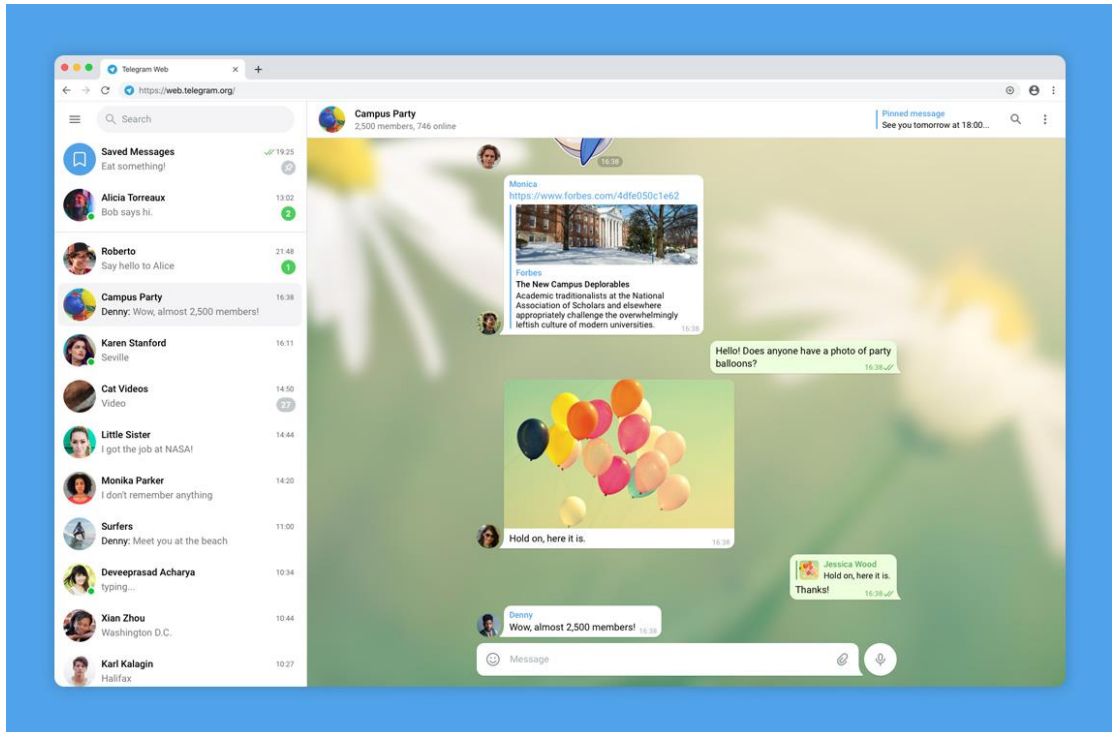 Telegram Web
https://web.telegram.org/
Search
Saved Messages 19:25
Eat something!
Alicia Torreaux 13:02
Bob says hi. 2
Roberto 21:48
Say hello to Alice 1
Campus Party 16:38
Denny: Wow, almost 2,500 members!
Karen Stanford 16:11
Seville
Cat Videos 14:50
Video 27
Little Sister 14:44
I got the job at NASA!
Monika Parker 14:20
I don't remember anything
Surfers 11:00
Denny: Meet you at the beach
Deveeprasad Acharya 10:34
typing...
Xian Zhou 10:44
Washington D.C.
Karl Kalagin 10:27
Halifax
Campus Party
2,500 members, 746 online
Pinned message
See you tomorrow at 18:00...
16:38
Monica
https://www.forbes.com/4dfe050c1e62
Forbes
The New Campus Deplorables
Academic traditionalists at the National
Association of Scholars and elsewhere
appropriately challenge the overwhelmingly
leftish culture of modern universities. 16:38
Hello! Does anyone have a photo of party
balloons? 16:38
Hold on, here it is. 16:38
Jessica Wood
Hold on, here it is.
Thanks! 16:38
Denny
Wow, almost 2,500 members! 16:38
Message